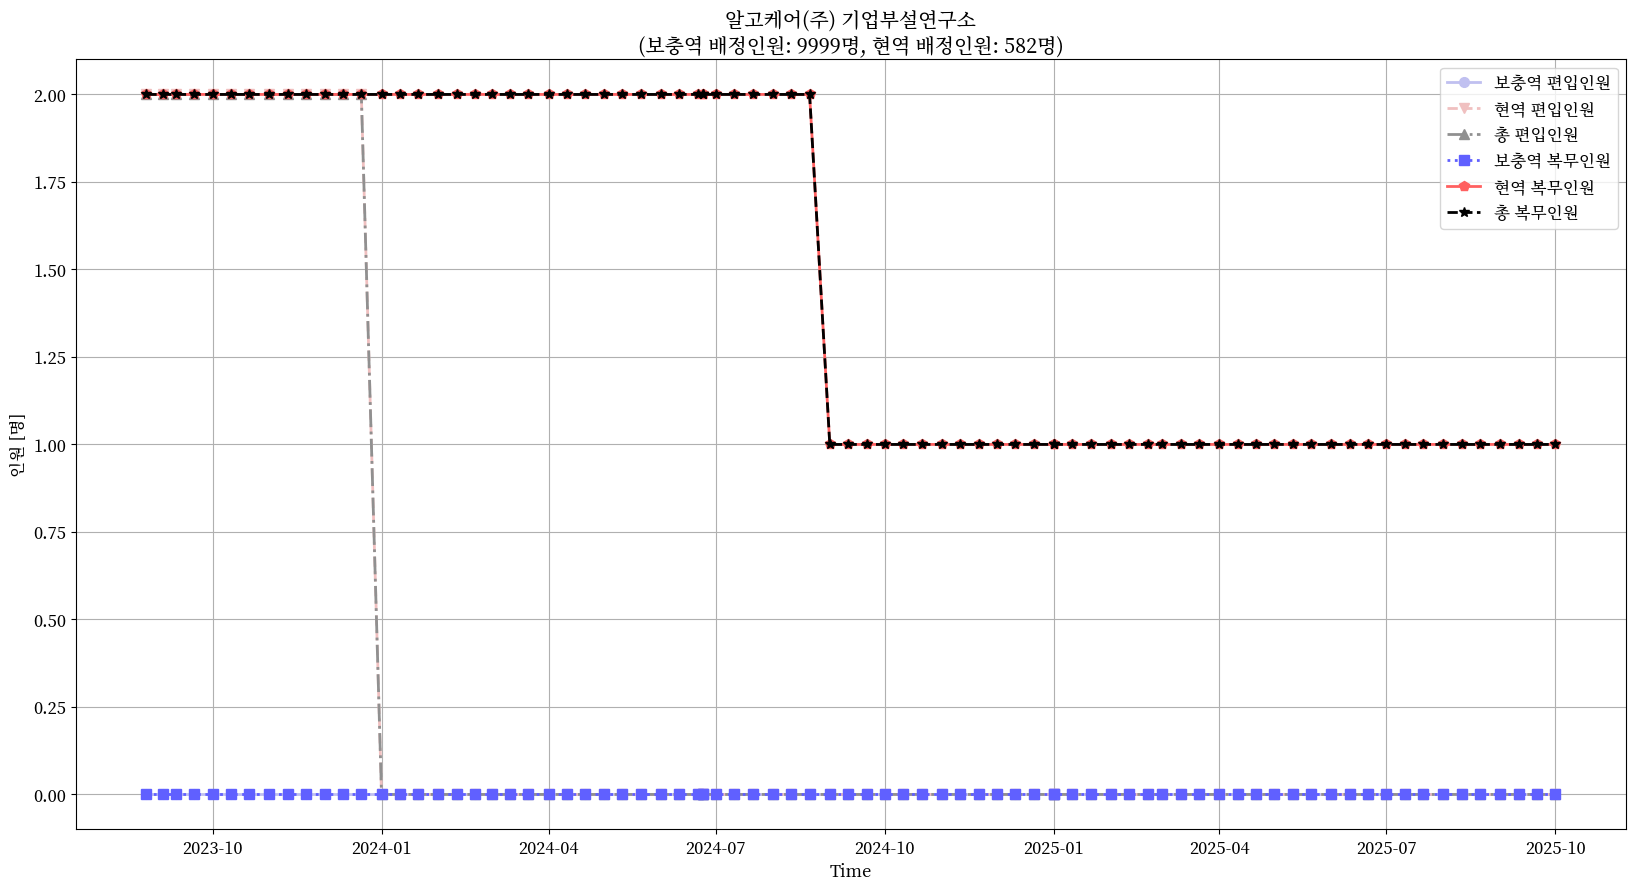 알고케어(주) 기업부설연구소
(보충역 배정인원: 9999명, 현역 배정인원: 582명)
보충역 편입인원
현역 편입인원
총 편입인원
보충역 복무인원
현역 복무인원
총 복무인원
인원 [명]
2.00
1.75
1.50
1.25
1.00
0.75
0.50
0.25
0.00
2023-10
2024-01
2024-04
2024-07
2024-10
2025-01
2025-04
2025-07
2025-10
Time